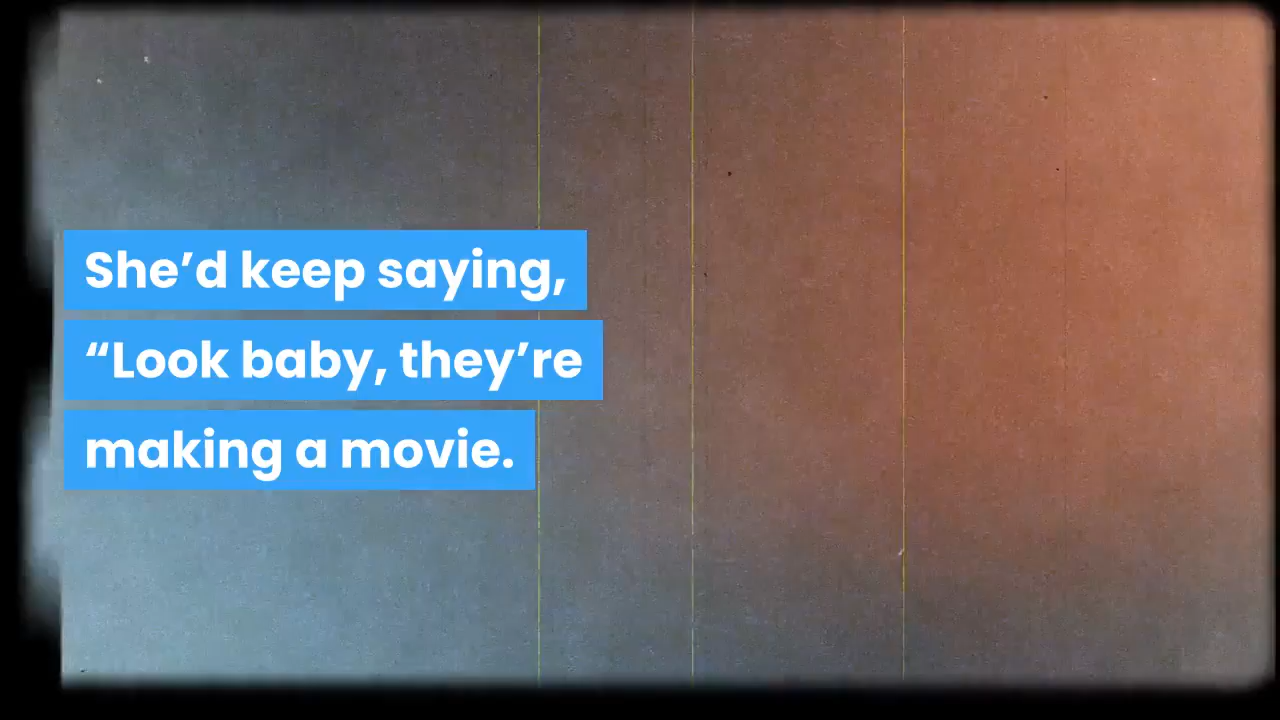 She’d keep saying,
“Look baby, they’re
making a movie.